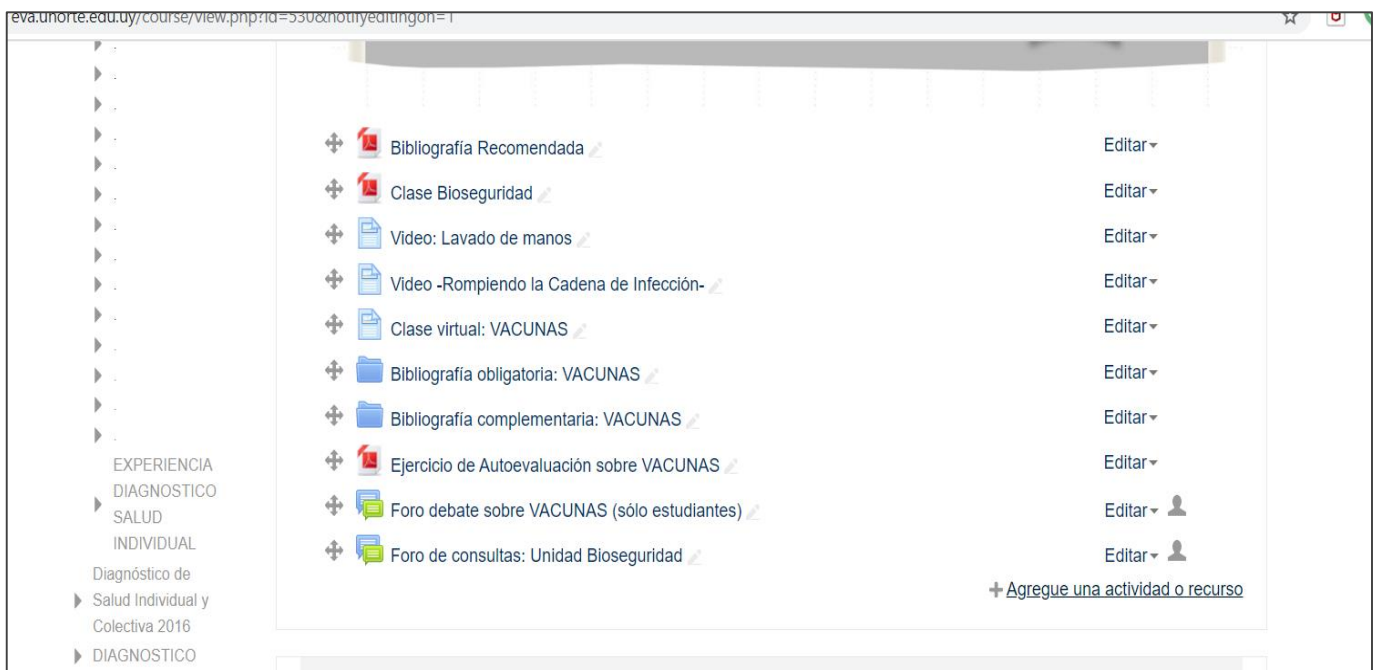 eva.unorte.edu.uy/course/view.php?id=530&notifyeditingon=1
EXPERIENCIA
DIAGNOSTICO
SALUD
INDIVIDUAL
Diagnóstico de
Salud Individual y
Colectiva 2016
DIAGNOSTICO
Bibliografía Recomendada Editar
Clase Bioseguridad Editar
Video: Lavado de manos Editar
Video -Rompiendo la Cadena de Infección- Editar
Clase virtual: VACUNAS Editar
Bibliografía obligatoria: VACUNAS Editar
Bibliografía complementaria: VACUNAS Editar
Ejercicio de Autoevaluación sobre VACUNAS Editar
Foro debate sobre VACUNAS (sólo estudiantes) Editar
Foro de consultas: Unidad Bioseguridad Editar
Agregue una actividad o recurso